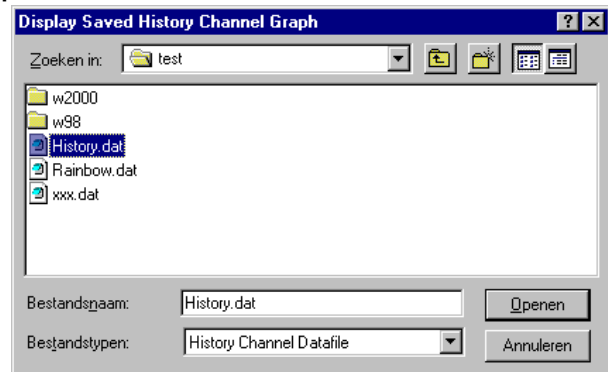 Display Saved History Channel Graph
Zoeken in: test
w2000
w98
History.dat
Rainbow.dat
xxx.dat
Bestandsnaam: History.dat Openen
Bestandstypen: History Channel Datafile Annuleren